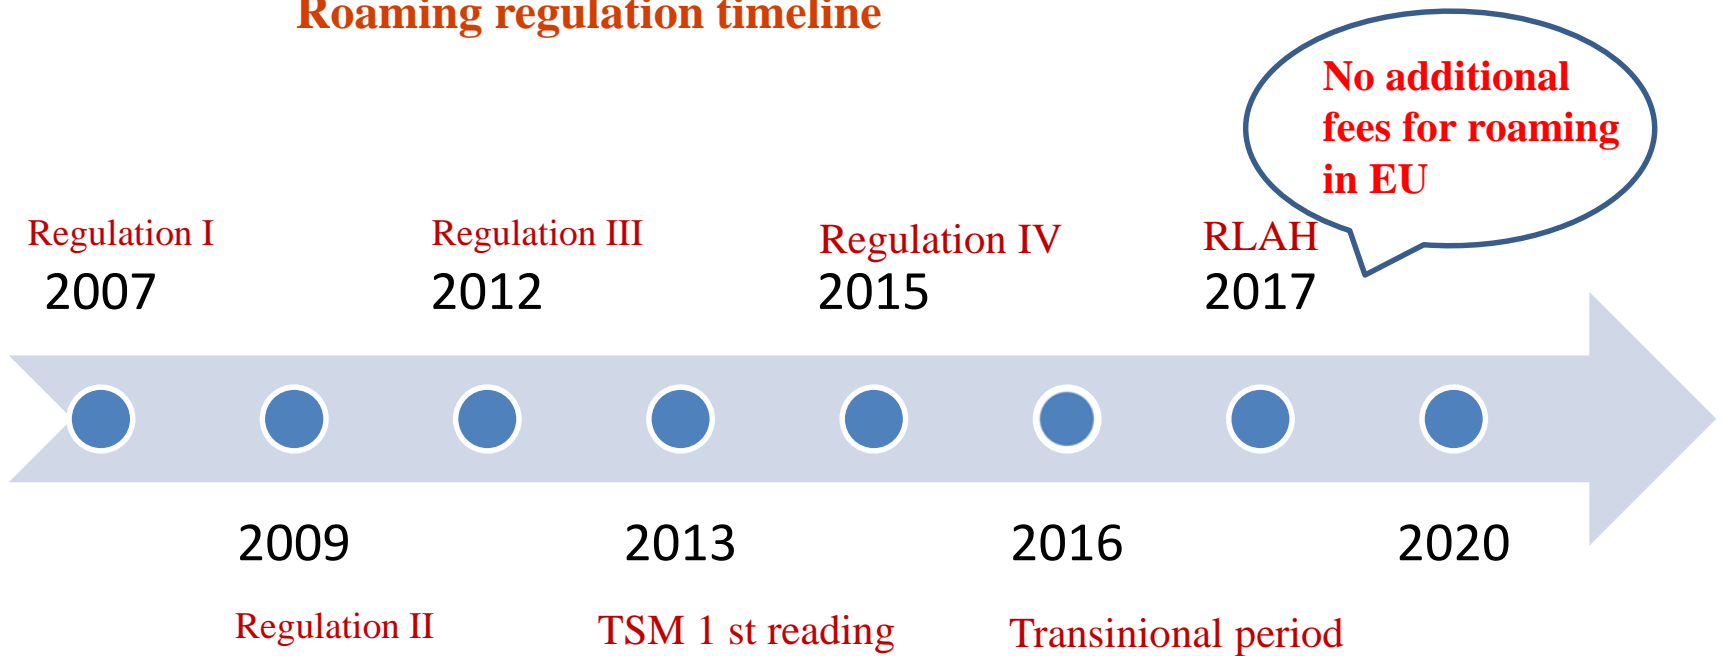 Roaming regulation timeline
No additional
fees for roaming
in EU
Regulation I
2007
Regulation III
2012
Regulation IV
2015
RLAH
2017
2009
Regulation II
2013
TSM 1 st reading
2016
Transinional period
2020